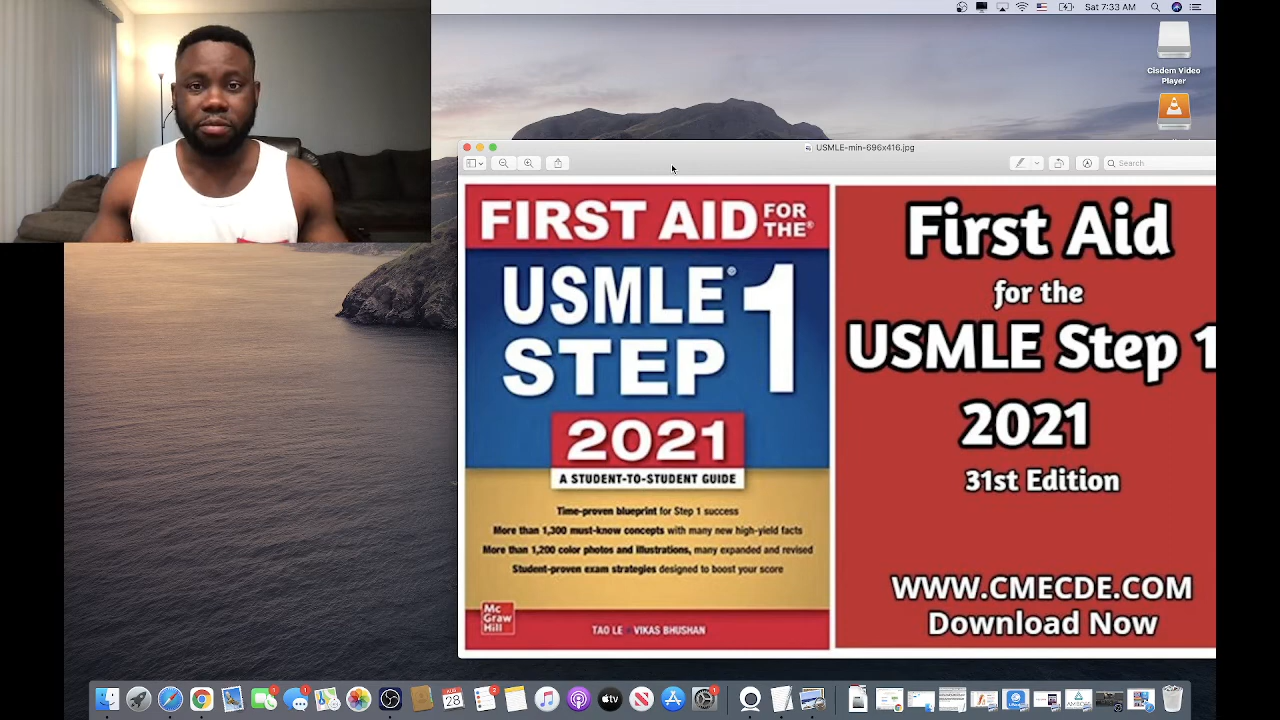 Sat 7:33 AM
Cisdem Video
Player
USMLE-min-696x416.jpg
Search
FIRST AID FOR THE®
USMLE® 1
STEP
2021
A STUDENT-TO-STUDENT GUIDE
Time-proven blueprint for Step 1 success
More than 1,300 must-know concepts with many new high-yield facts
More than 1,200 color photos and illustrations, many expanded and revised
Student-proven exam strategies designed to boost your score
Mc
Graw
Hill
TAO LE VIKAS BHUSHAN
First Aid
for the
USMLE Step 1
2021
31st Edition
WWW.CMECDE.COM
Download Now
AUG
28
tv